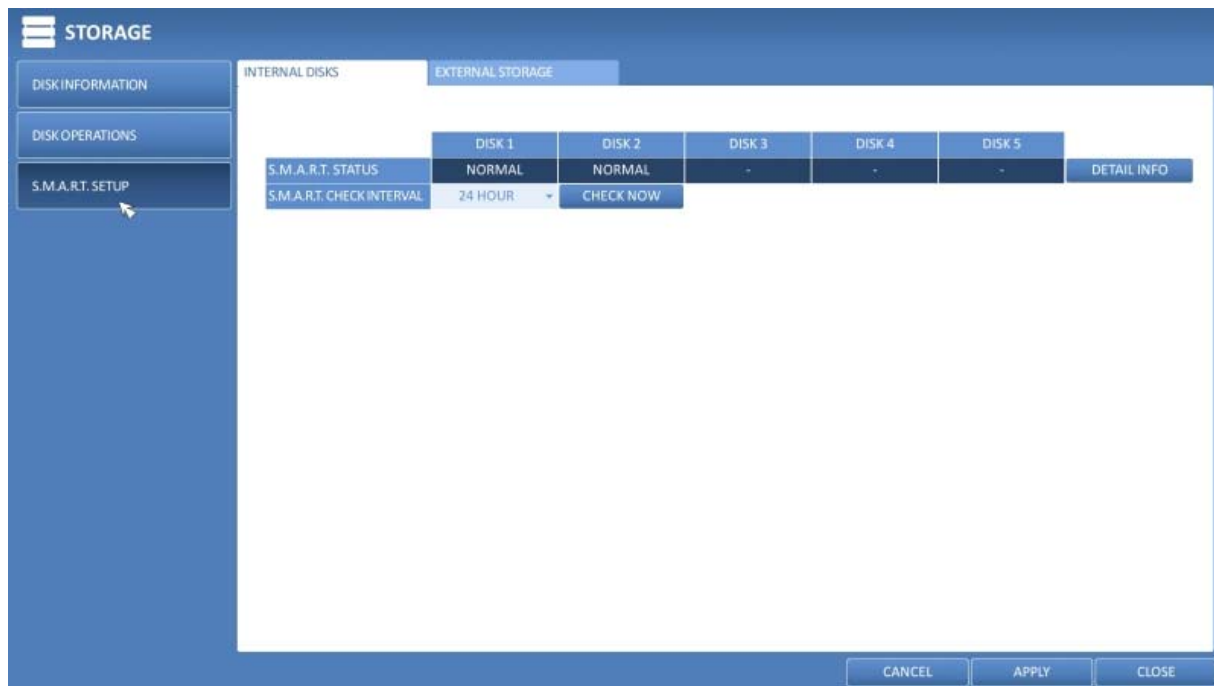 STORAGE
DISK INFORMATION
DISK OPERATIONS
S.M.A.R.T. SETUP
INTERNAL DISKS EXTERNAL STORAGE
DISK 1 DISK 2 DISK 3 DISK 4 DISK 5
S.M.A.R.T. STATUS NORMAL NORMAL - - - DETAIL INFO
S.M.A.R.T. CHECK INTERVAL 24 HOUR CHECK NOW
CANCEL APPLY CLOSE